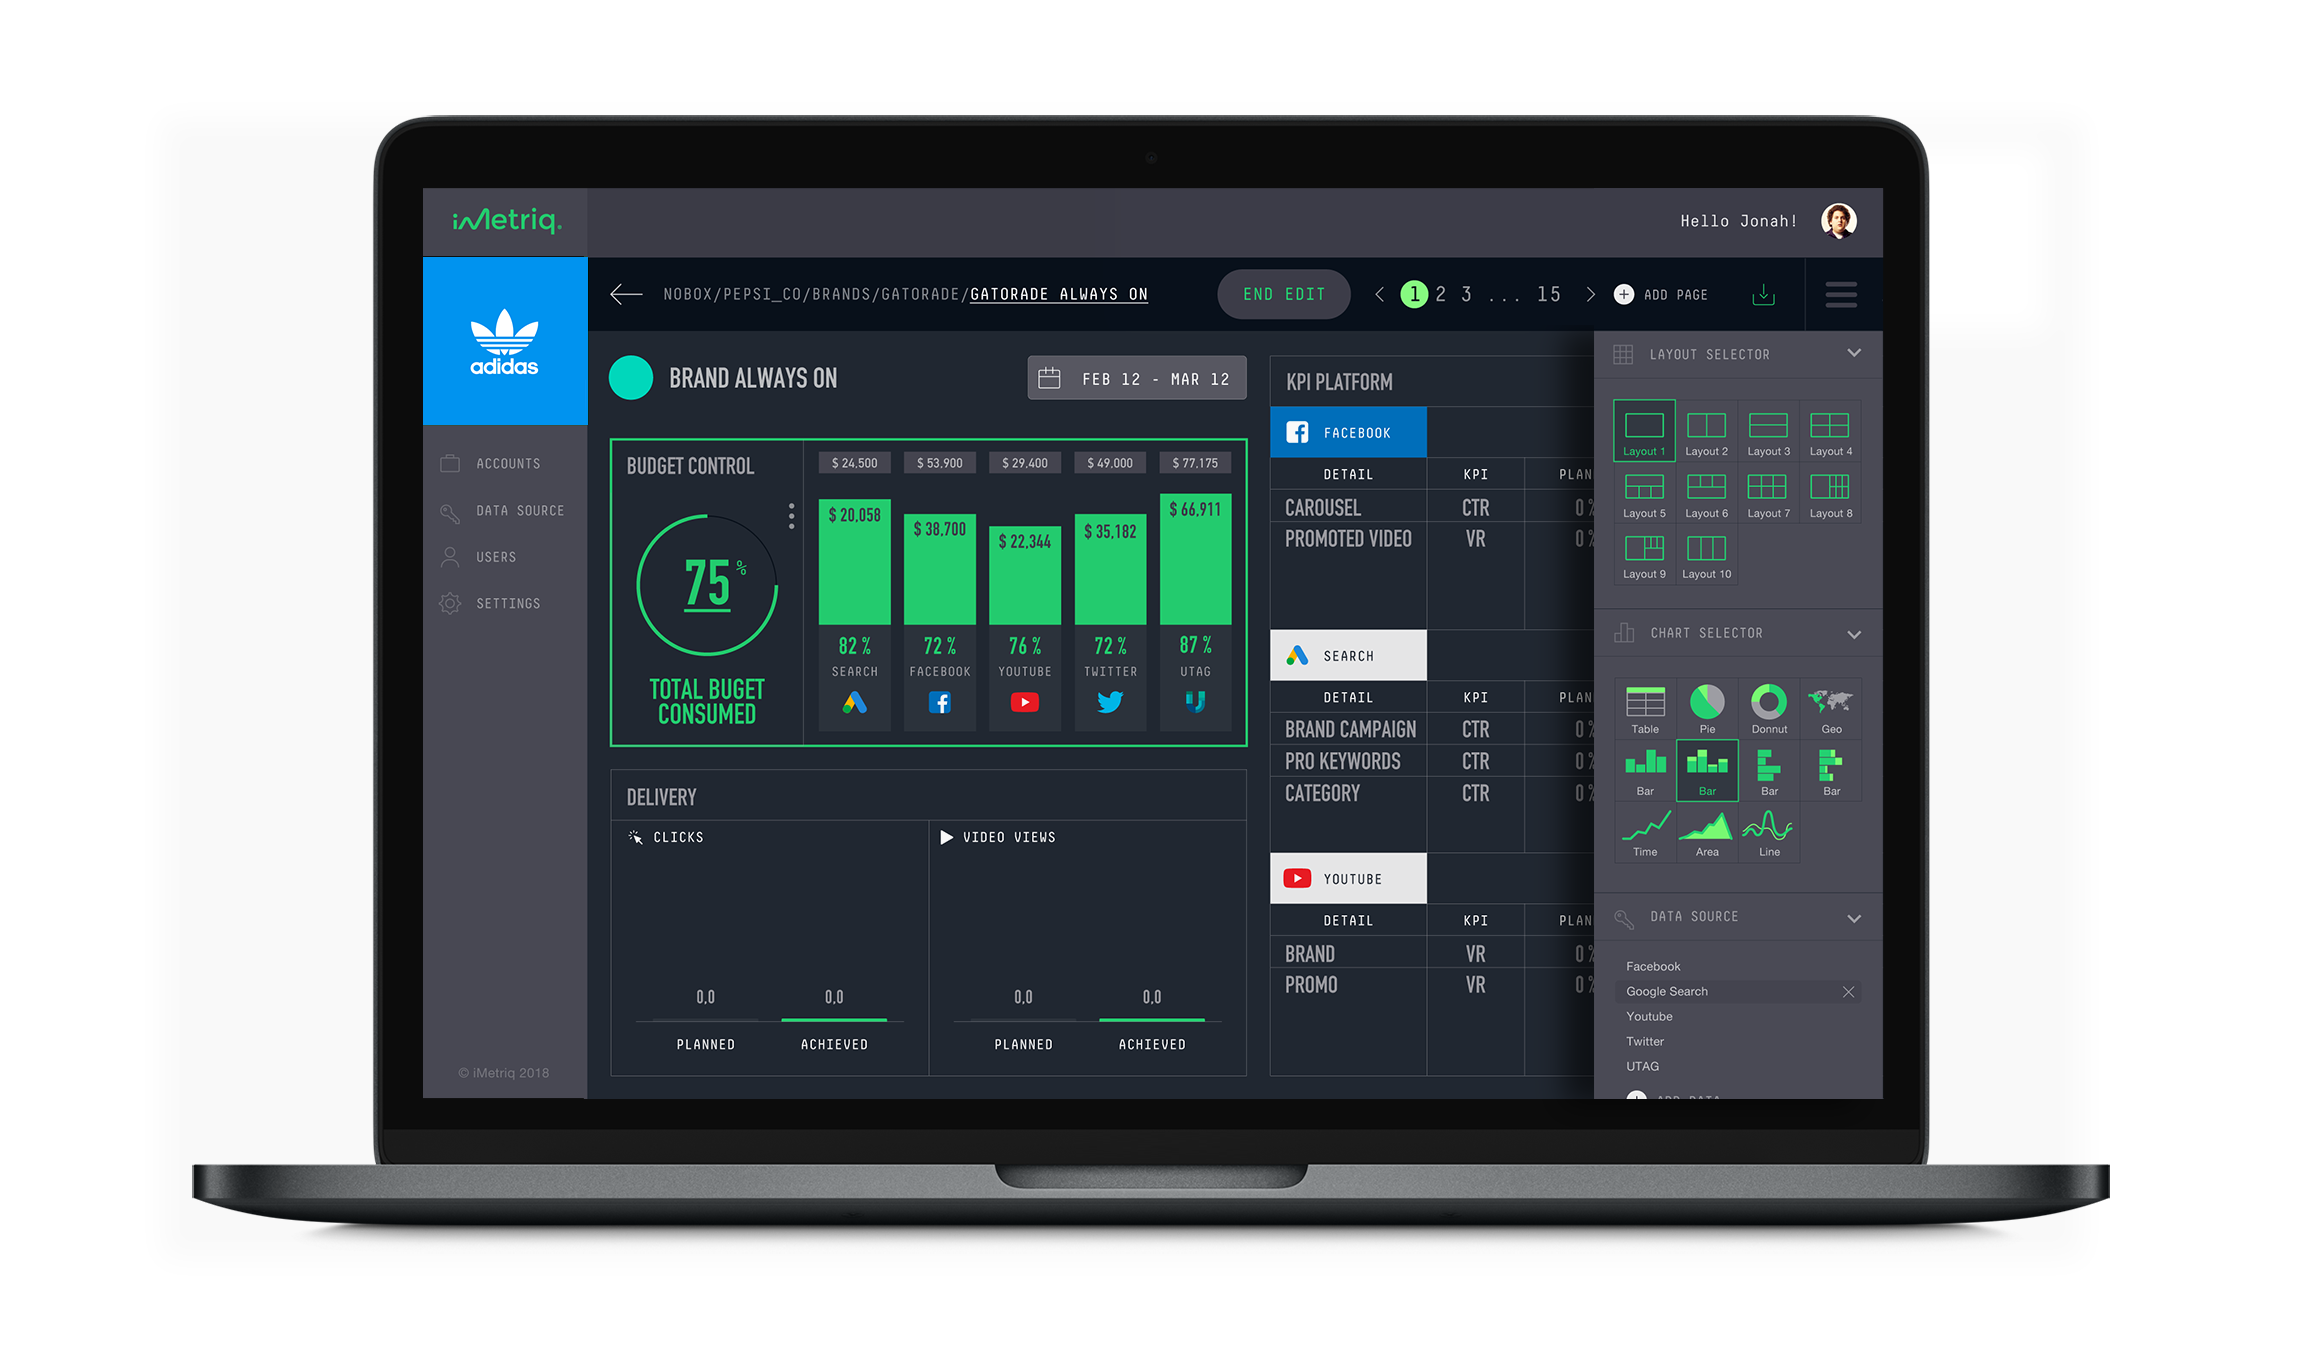 iMetriq.
Hello Jonah!
adidas
NOBOX/PEPSI_CO/BRANDS/GATORADE/GATORADE ALWAYS ON
END EDIT
1 2 3 ... 15
ADD PAGE
ACCOUNTS
DATA SOURCE
USERS
SETTINGS
© iMetriq 2018
BRAND ALWAYS ON
FEB 12 - MAR 12
BUDGET CONTROL
75 %
TOTAL BUGET
CONSUMED
$ 24,500 $ 53,900 $ 29,400 $ 49,000 $ 77,175
$ 20,058 $ 38,700 $ 22,344 $ 35,182 $ 66,911
82 % 72 % 76 % 72 % 87 %
SEARCH FACEBOOK YOUTUBE TWITTER UTAG
DELIVERY
CLICKS
0,0 0,0
PLANNED ACHIEVED
VIDEO VIEWS
0,0 0,0
PLANNED ACHIEVED
KPI PLATFORM
FACEBOOK
DETAIL KPI PLAN
CAROUSEL CTR 0 %
PROMOTED VIDEO VR 0 %
SEARCH
DETAIL KPI PLAN
BRAND CAMPAIGN CTR 0 %
PRO KEYWORDS CTR 0 %
CATEGORY CTR 0 %
YOUTUBE
DETAIL KPI PLAN
BRAND VR 0 %
PROMO VR 0 %
LAYOUT SELECTOR
Layout 1 Layout 2 Layout 3 Layout 4
Layout 5 Layout 6 Layout 7 Layout 8
Layout 9 Layout 10
CHART SELECTOR
Table Pie Donnut Geo
Bar Bar Bar Bar
Time Area Line
DATA SOURCE
Facebook
Google Search
Youtube
Twitter
UTAG
ADD DATA